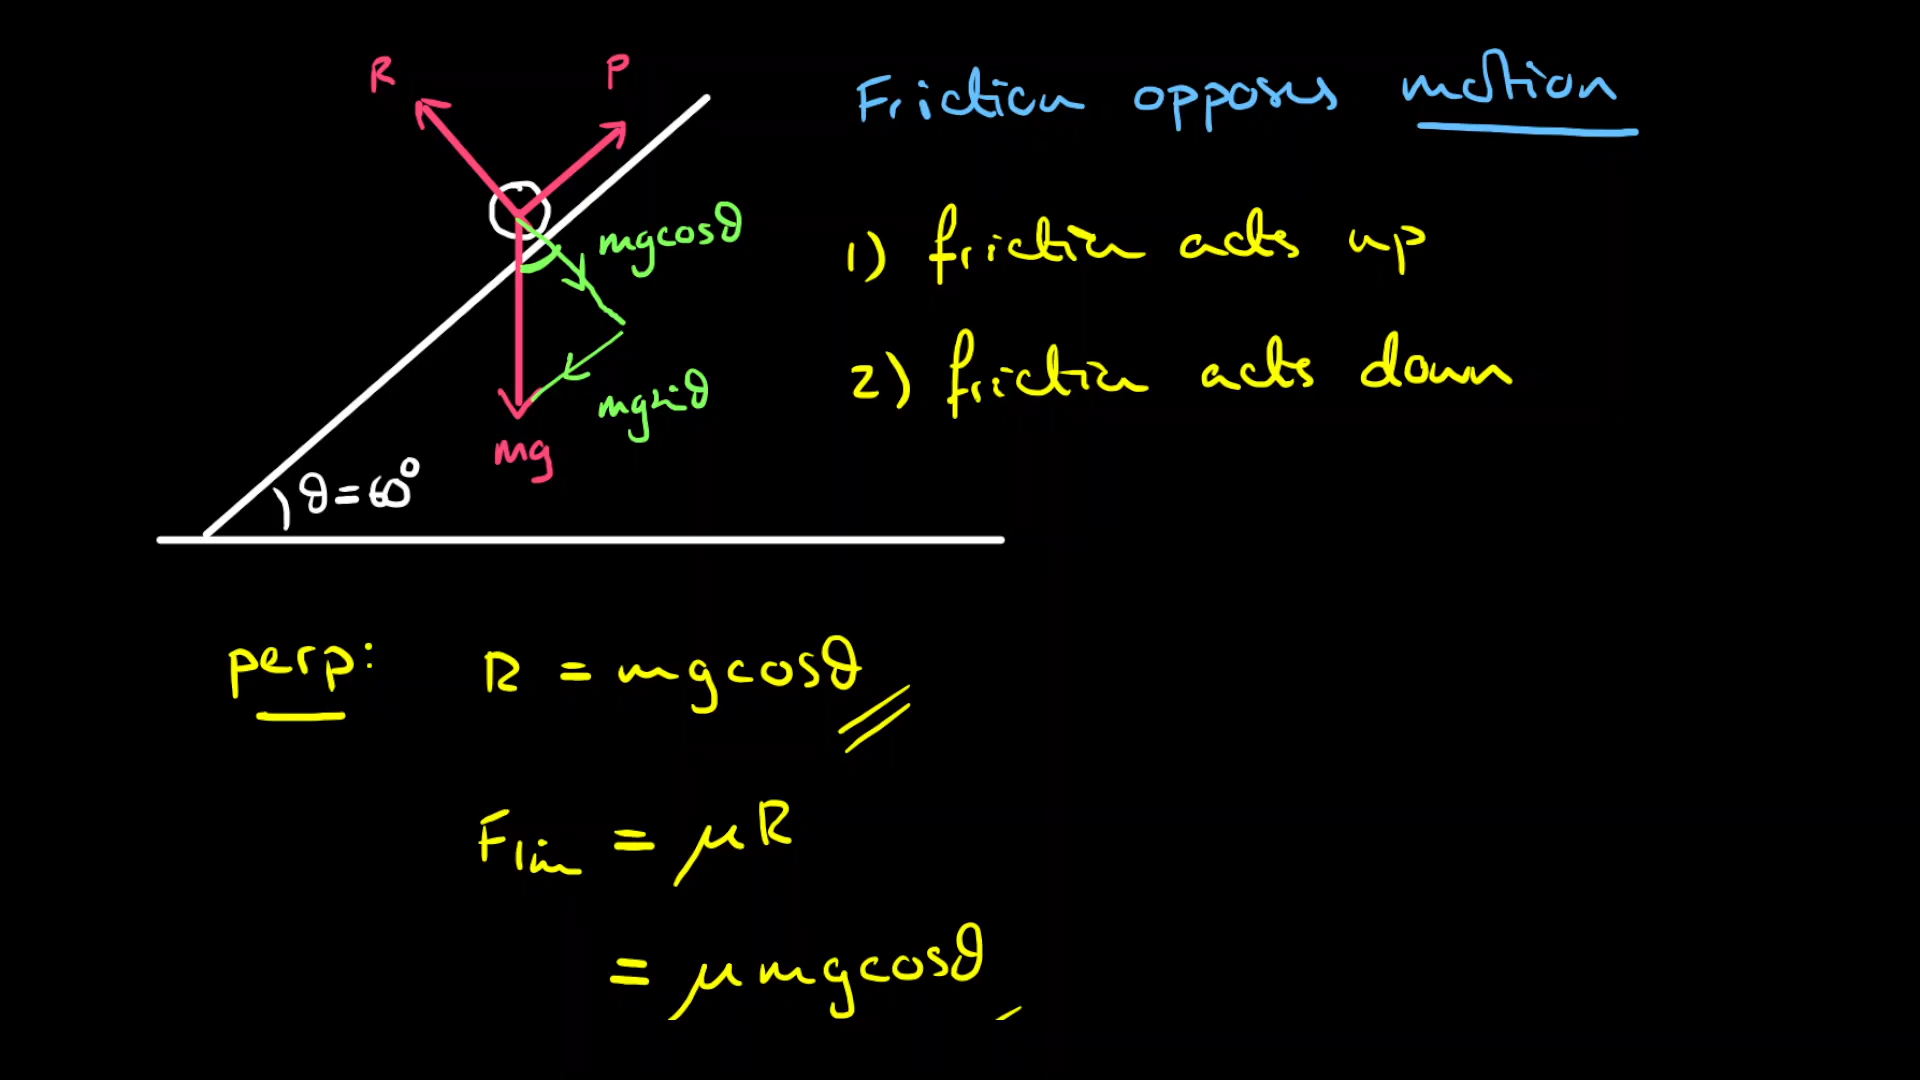 R
P
Friction opposes motion
mgcosθ
1) friction acts up
2) friction acts down
mgsinθ
mg
θ=60°
perp: R = mgcosθ
Flim = μR
= μmgcosθ